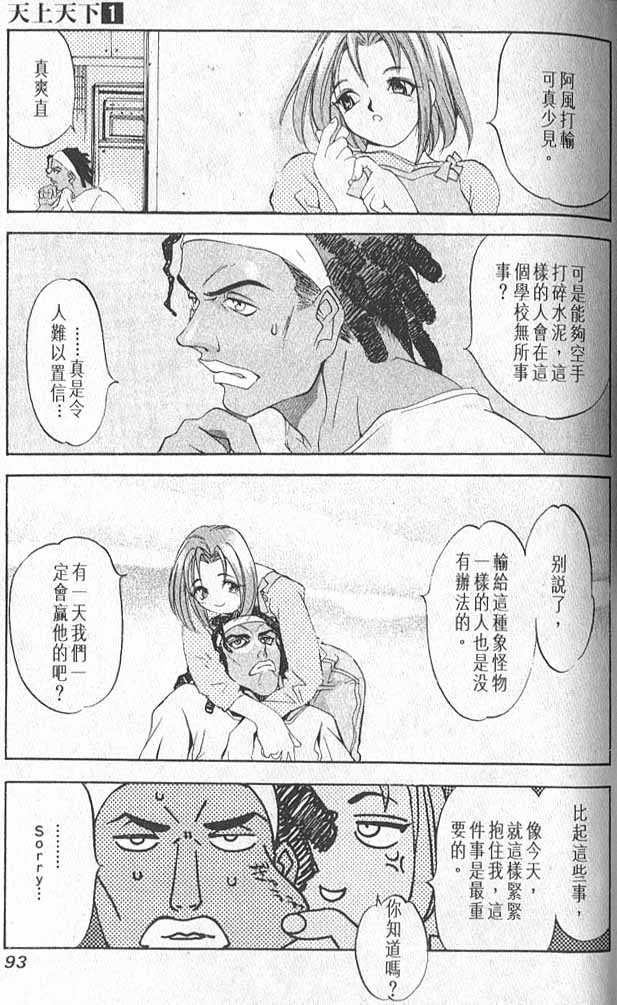 天上天下1
阿風打輸
可真少見。
真爽直
可是能夠空手
打碎水泥，這
樣的人會在這
個學校無所事
事？
……真是令
人難以置信…
別說了，
輸給這種象怪物
一樣的人也是没
有辦法的。
有一天我們一
定會贏他的吧？
比起這些事，
像今天，
就這樣緊緊
抱住我，這
件事是最重
要的。
你知道嗎？
………
Sorry…
93